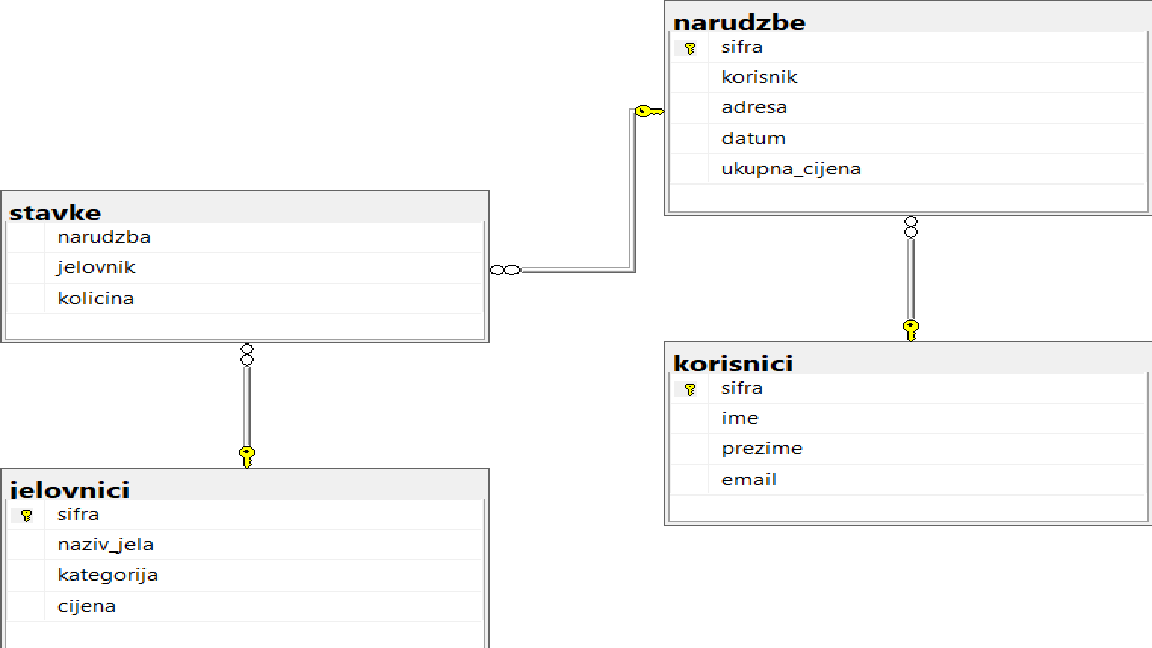 narudzbe
sifra
korisnik
adresa
datum
ukupna_cijena
stavke
narudzba
jelovnik
kolicina
korisnici
sifra
ime
prezime
email
jelovnici
sifra
naziv_jela
kategorija
cijena